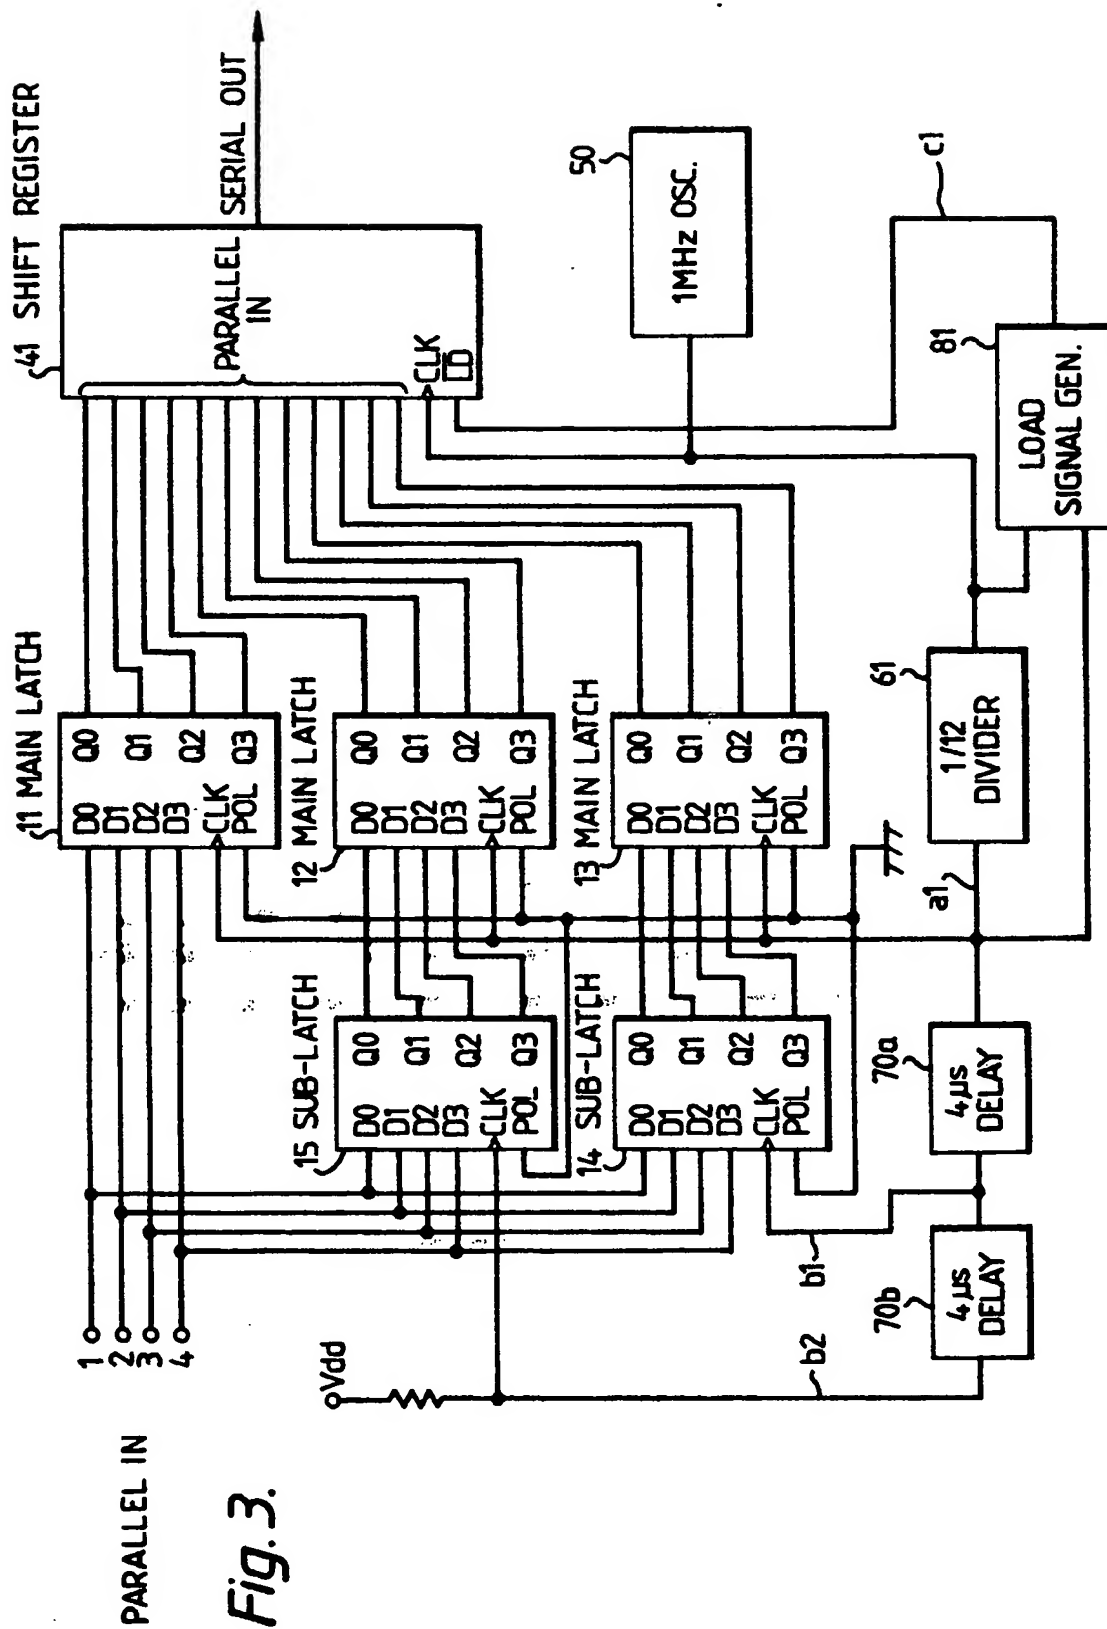 41 SHIFT REGISTER
PARALLEL
IN
CLK
LD
SERIAL OUT
50
1MHz OSC.
c1
81
LOAD
SIGNAL GEN.
11 MAIN LATCH
D0
D1
D2
D3
CLK
POL
Q0
Q1
Q2
Q3
12 MAIN LATCH
D0
D1
D2
D3
CLK
POL
Q0
Q1
Q2
Q3
13 MAIN LATCH
D0
D1
D2
D3
CLK
POL
Q0
Q1
Q2
Q3
61
1/12
DIVIDER
a1
15 SUB-LATCH
D0
D1
D2
D3
CLK
POL
Q0
Q1
Q2
Q3
14 SUB-LATCH
D0
D1
D2
D3
CLK
POL
Q0
Q1
Q2
Q3
70a
4µs
DELAY
b1
70b
4µs
DELAY
b2
1
2
3
4
Vdd
PARALLEL IN
Fig. 3.